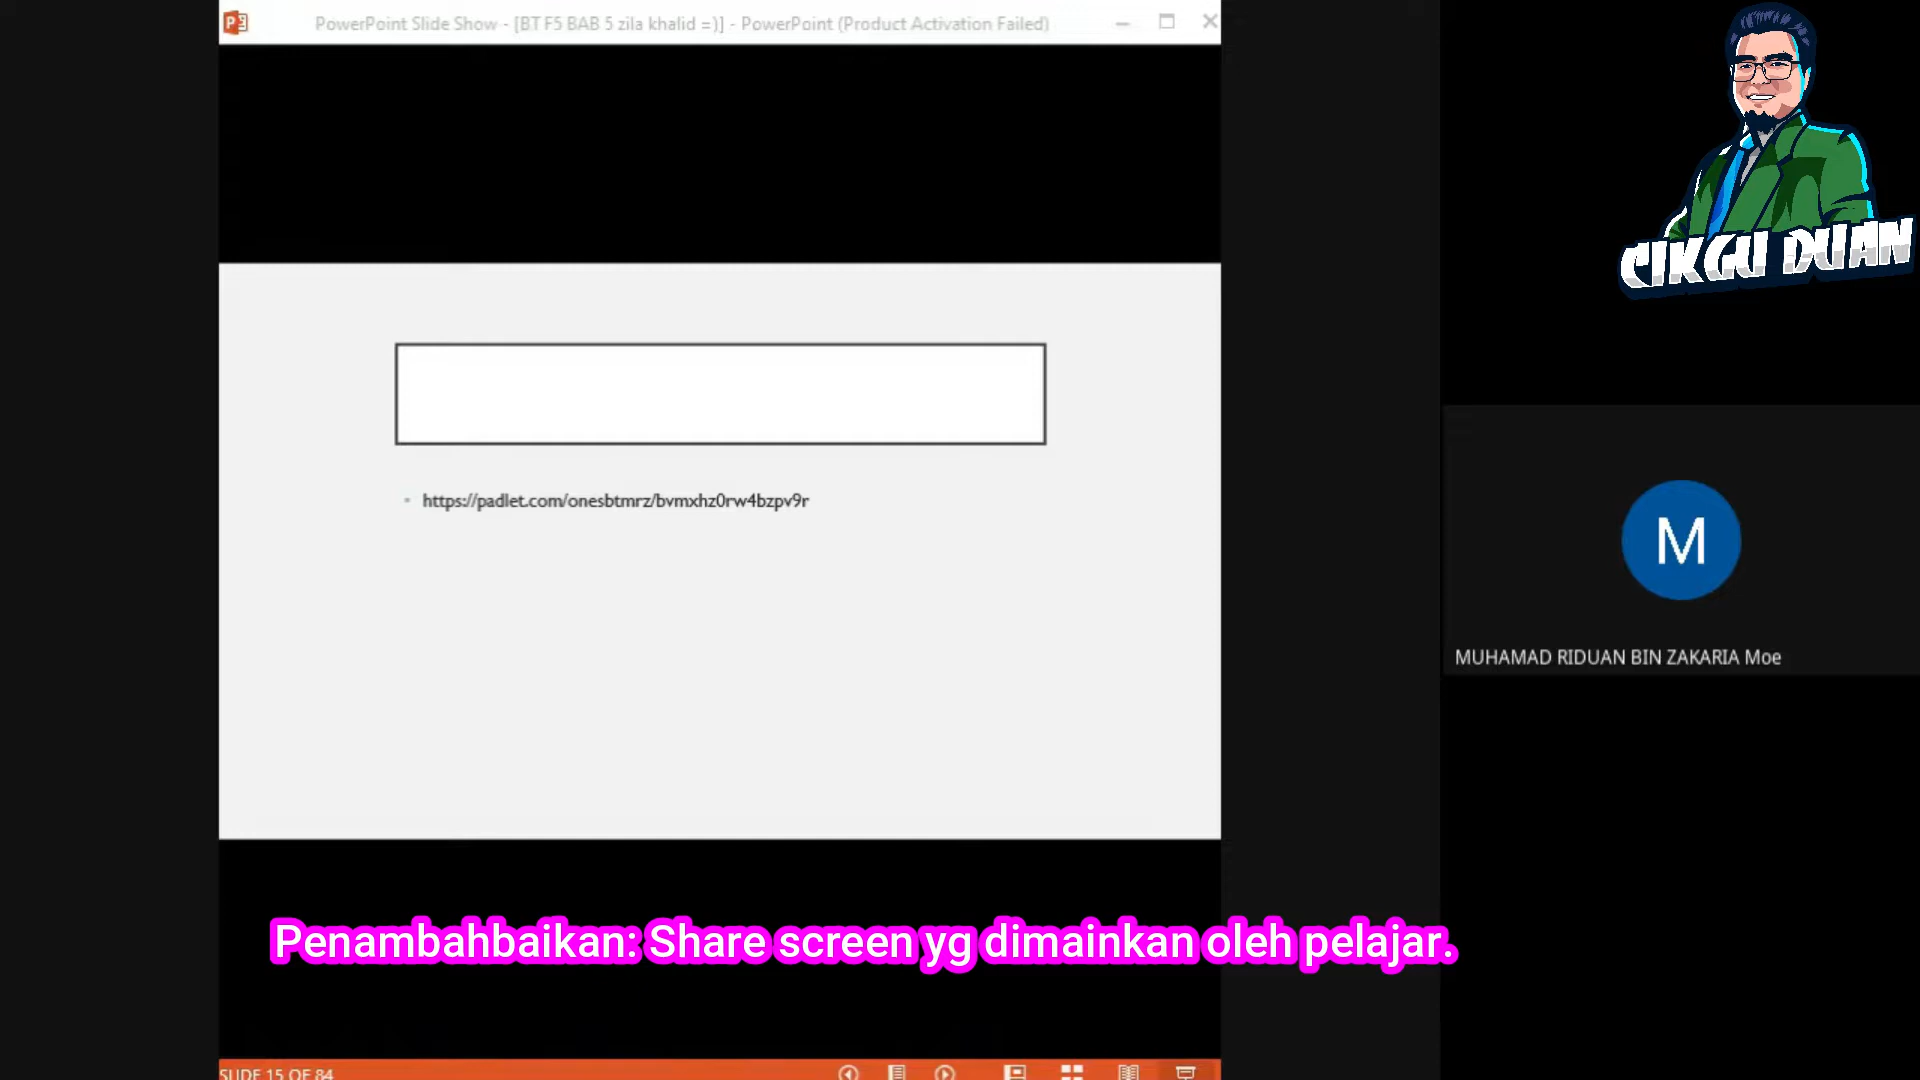 PowerPoint Slide Show - [BT F5 BAB 5 zila khalid =)] - PowerPoint (Product Activation Failed)
CIKGU DUAN
https://padlet.com/onesbtmrz/bvmxhz0rw4bzpv9r
M
MUHAMAD RIDUAN BIN ZAKARIA Moe
Penambahbaikan: Share screen yg dimainkan oleh pelajar.
SLIDE 15 OF 84